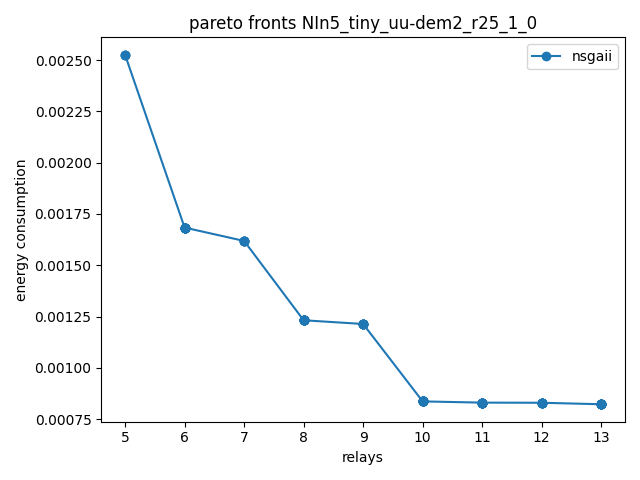 pareto fronts NIn5_tiny_uu-dem2_r25_1_0
nsgaii
0.00250
0.00225
0.00200
0.00175
0.00150
0.00125
0.00100
0.00075
energy consumption
5 6 7 8 9 10 11 12 13
relays